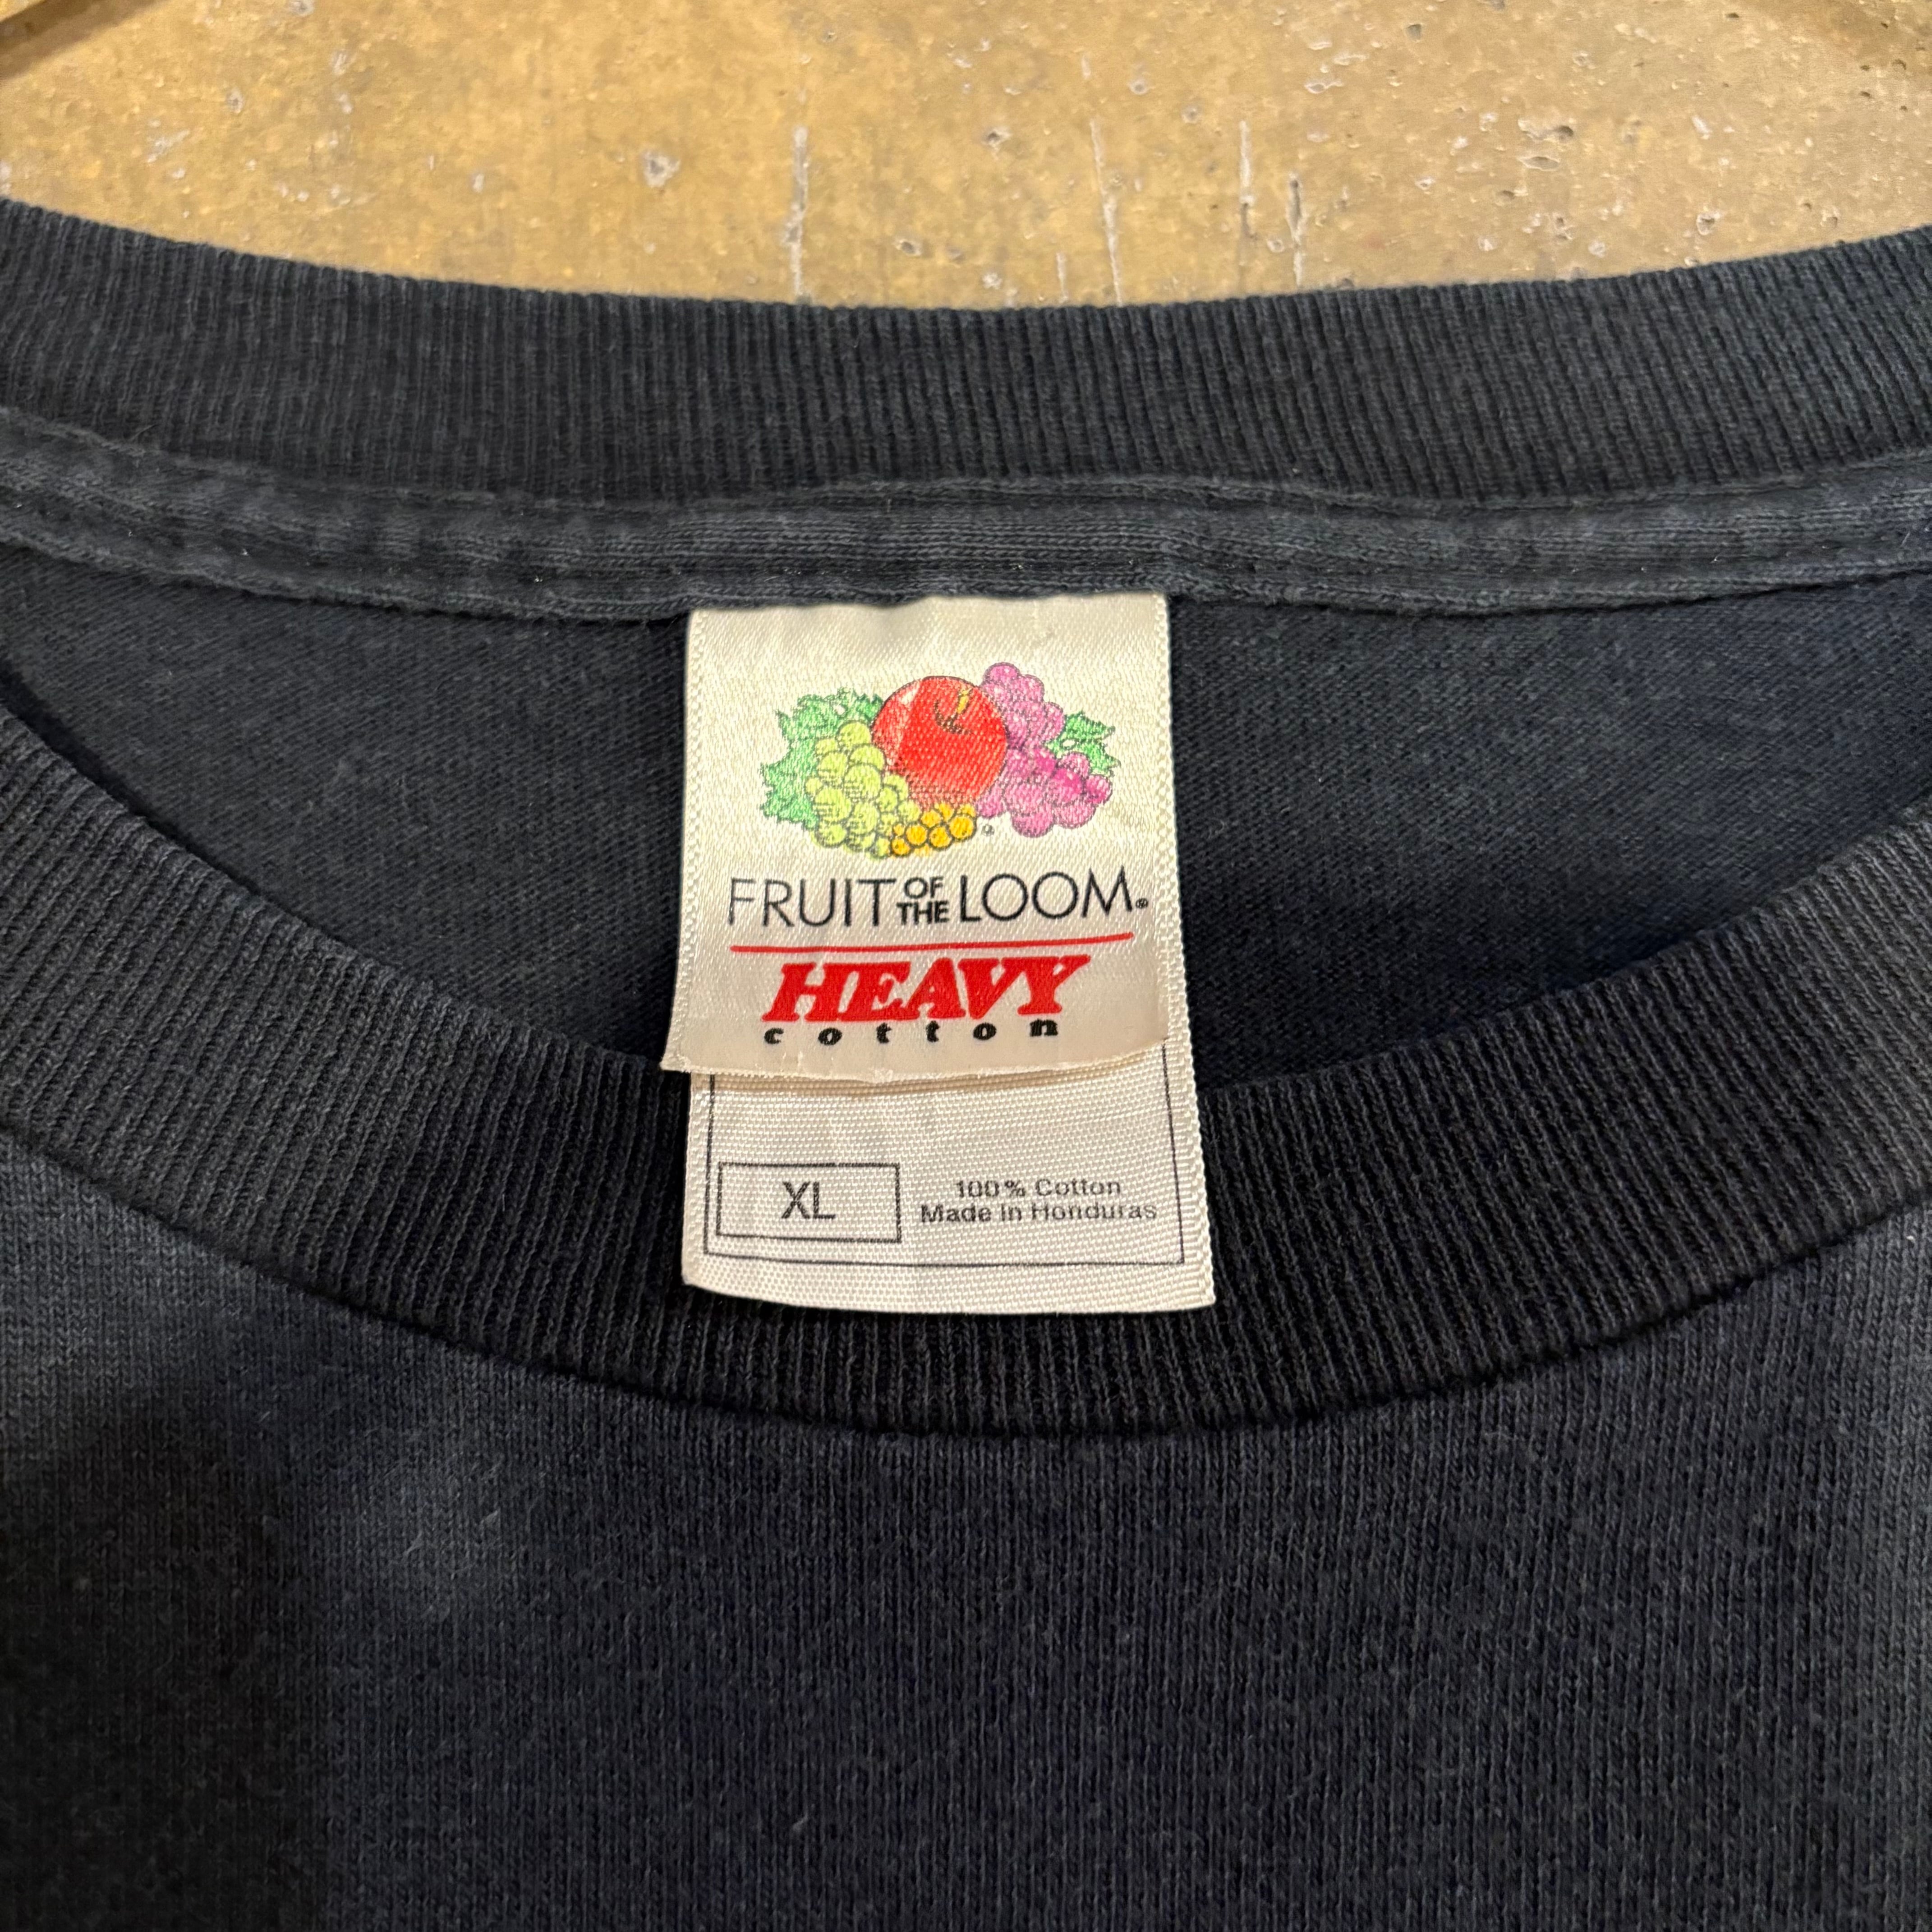 FRUIT OF THE LOOM®
HEAVY
cotton
XL
100% Cotton
Made in Honduras